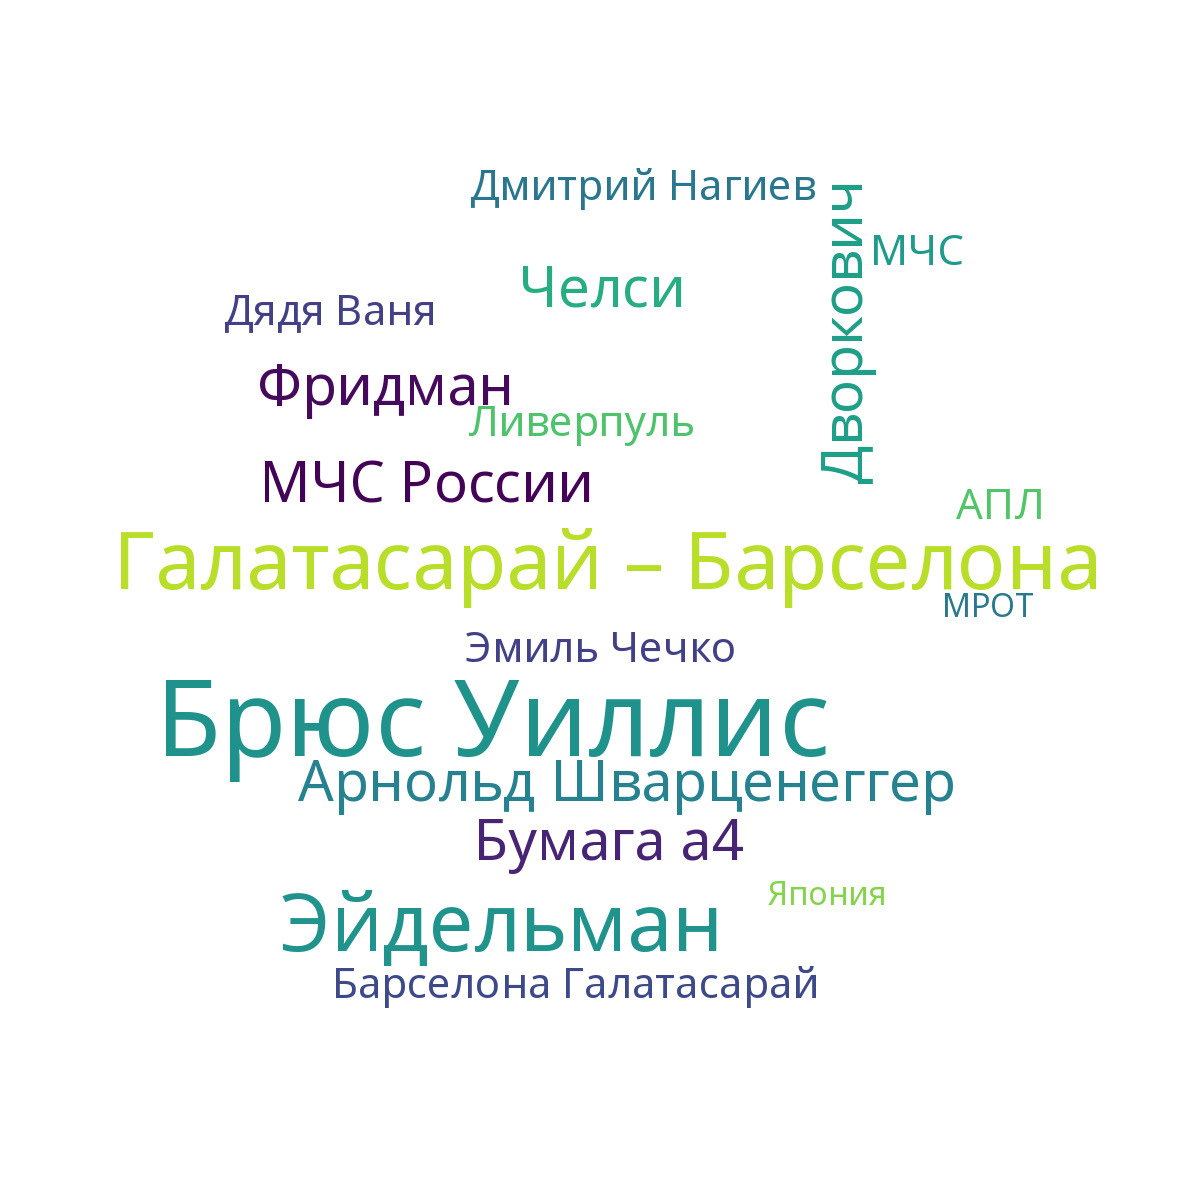 Дмитрий Нагиев
Дворкович
МЧС
Челси
Дядя Ваня
Фридман
Ливерпуль
МЧС России
АПЛ
Галатасарай – Барселона
МРОТ
Эмиль Чечко
Брюс Уиллис
Арнольд Шварценеггер
Бумага а4
Япония
Эйдельман
Барселона Галатасарай